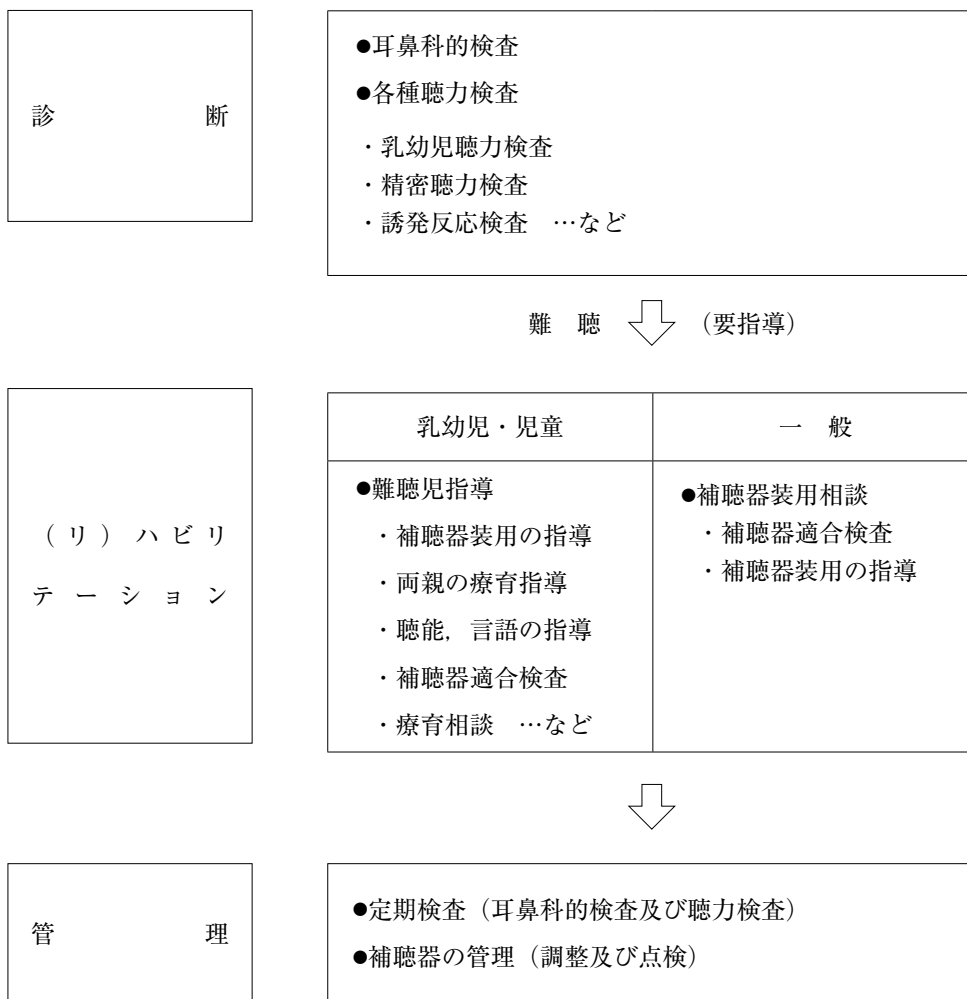 診　断
●耳鼻科的検査
●各種聴力検査
・乳幼児聴力検査
・精密聴力検査
・誘発反応検査　…など
難　聴　（要指導）
（リ）ハビリ
テーション
乳幼児・児童
●難聴児指導
・補聴器装用の指導
・両親の療育指導
・聴能，言語の指導
・補聴器適合検査
・療育相談　…など
一　般
●補聴器装用相談
・補聴器適合検査
・補聴器装用の指導
管　理
●定期検査（耳鼻科的検査及び聴力検査）
●補聴器の管理（調整及び点検）